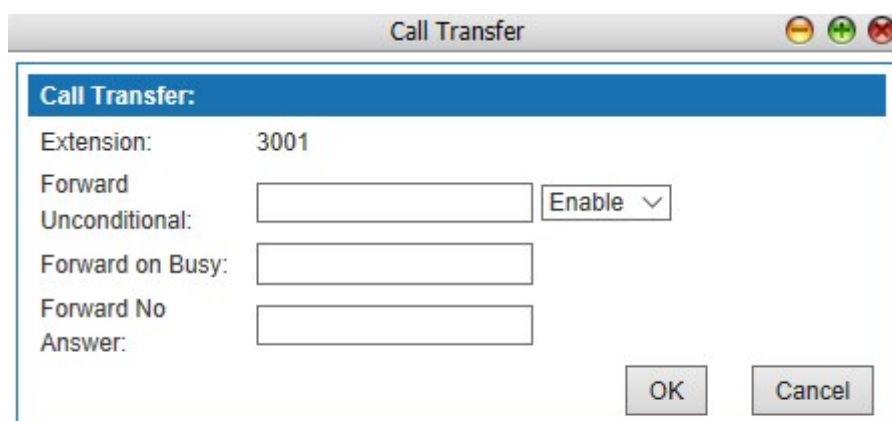 Call Transfer
Call Transfer:
Extension: 3001
Forward
Unconditional:
Enable
Forward on Busy:
Forward No
Answer:
OK Cancel